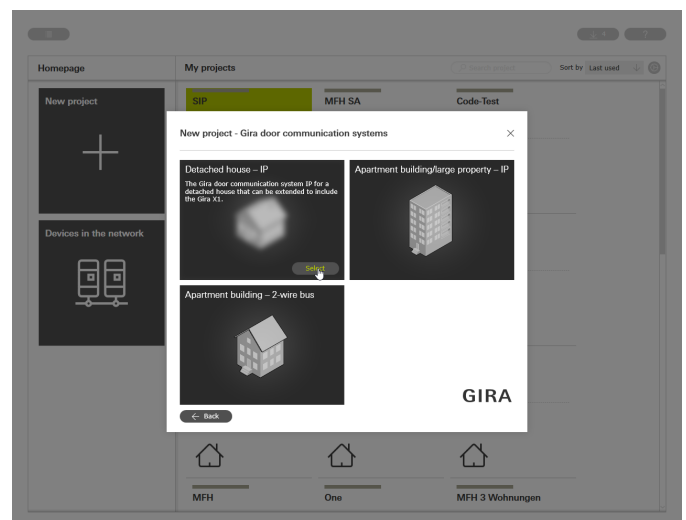 ?
Homepage
My projects
Search project
Sort by Last used
New project
SIP
MFH SA
Code-Test
New project - Gira door communication systems
Detached house – IP
The Gira door communication system IP for a
detached house that can be extended to include
the Gira X1.
Select
Apartment building/large property – IP
Devices in the network
Apartment building – 2-wire bus
GIRA
Back
MFH
One
MFH 3 Wohnungen